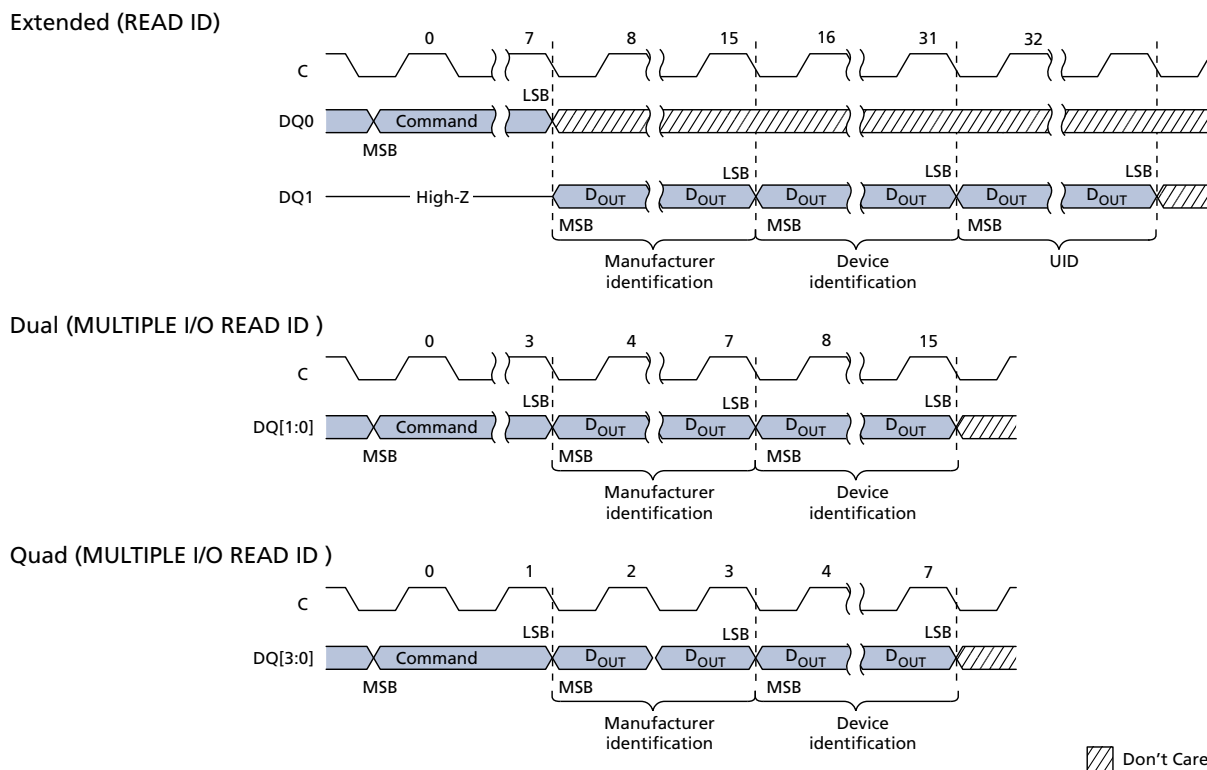 Extended (READ ID)
0 7 8 15 16 31 32
C
LSB
DQ0 Command
MSB
LSB LSB LSB
DQ1 High-Z DOUT DOUT DOUT DOUT DOUT DOUT
MSB MSB MSB
Manufacturer identification
Device identification
UID
Dual (MULTIPLE I/O READ ID )
0 3 4 7 8 15
C
LSB LSB LSB
DQ[1:0] Command DOUT DOUT DOUT DOUT
MSB MSB MSB
Manufacturer identification
Device identification
Quad (MULTIPLE I/O READ ID )
0 1 2 3 4 7
C
LSB LSB LSB
DQ[3:0] Command DOUT DOUT DOUT DOUT
MSB MSB MSB
Manufacturer identification
Device identification
Don't Care